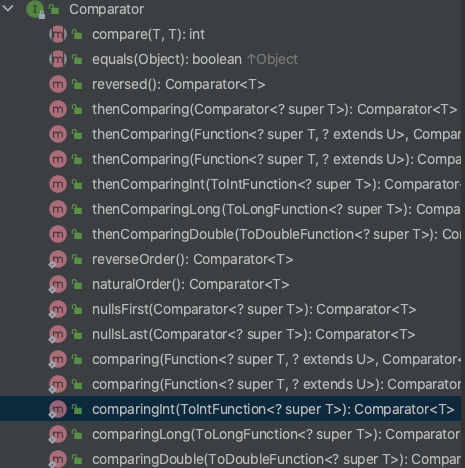 Comparator
compare(T, T): int
equals(Object): boolean ↑Object
reversed(): Comparator<T>
thenComparing(Comparator<? super T>): Comparator<T>
thenComparing(Function<? super T, ? extends U>, Compar
thenComparing(Function<? super T, ? extends U>): Compa
thenComparingInt(ToIntFunction<? super T>): Comparator
thenComparingLong(ToLongFunction<? super T>): Compa
thenComparingDouble(ToDoubleFunction<? super T>): Co
reverseOrder(): Comparator<T>
naturalOrder(): Comparator<T>
nullsFirst(Comparator<? super T>): Comparator<T>
nullsLast(Comparator<? super T>): Comparator<T>
comparing(Function<? super T, ? extends U>, Comparator<
comparing(Function<? super T, ? extends U>): Comparator
comparingInt(ToIntFunction<? super T>): Comparator<T>
comparingLong(ToLongFunction<? super T>): Comparator
comparingDouble(ToDoubleFunction<? super T>): Compa